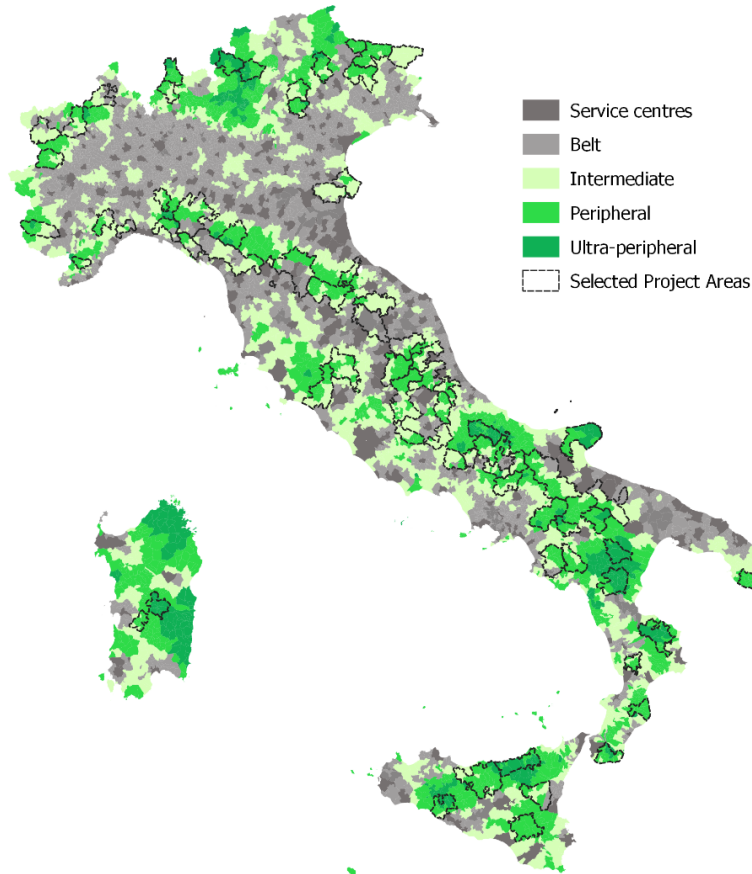 Service centres
Belt
Intermediate
Peripheral
Ultra-peripheral
Selected Project Areas